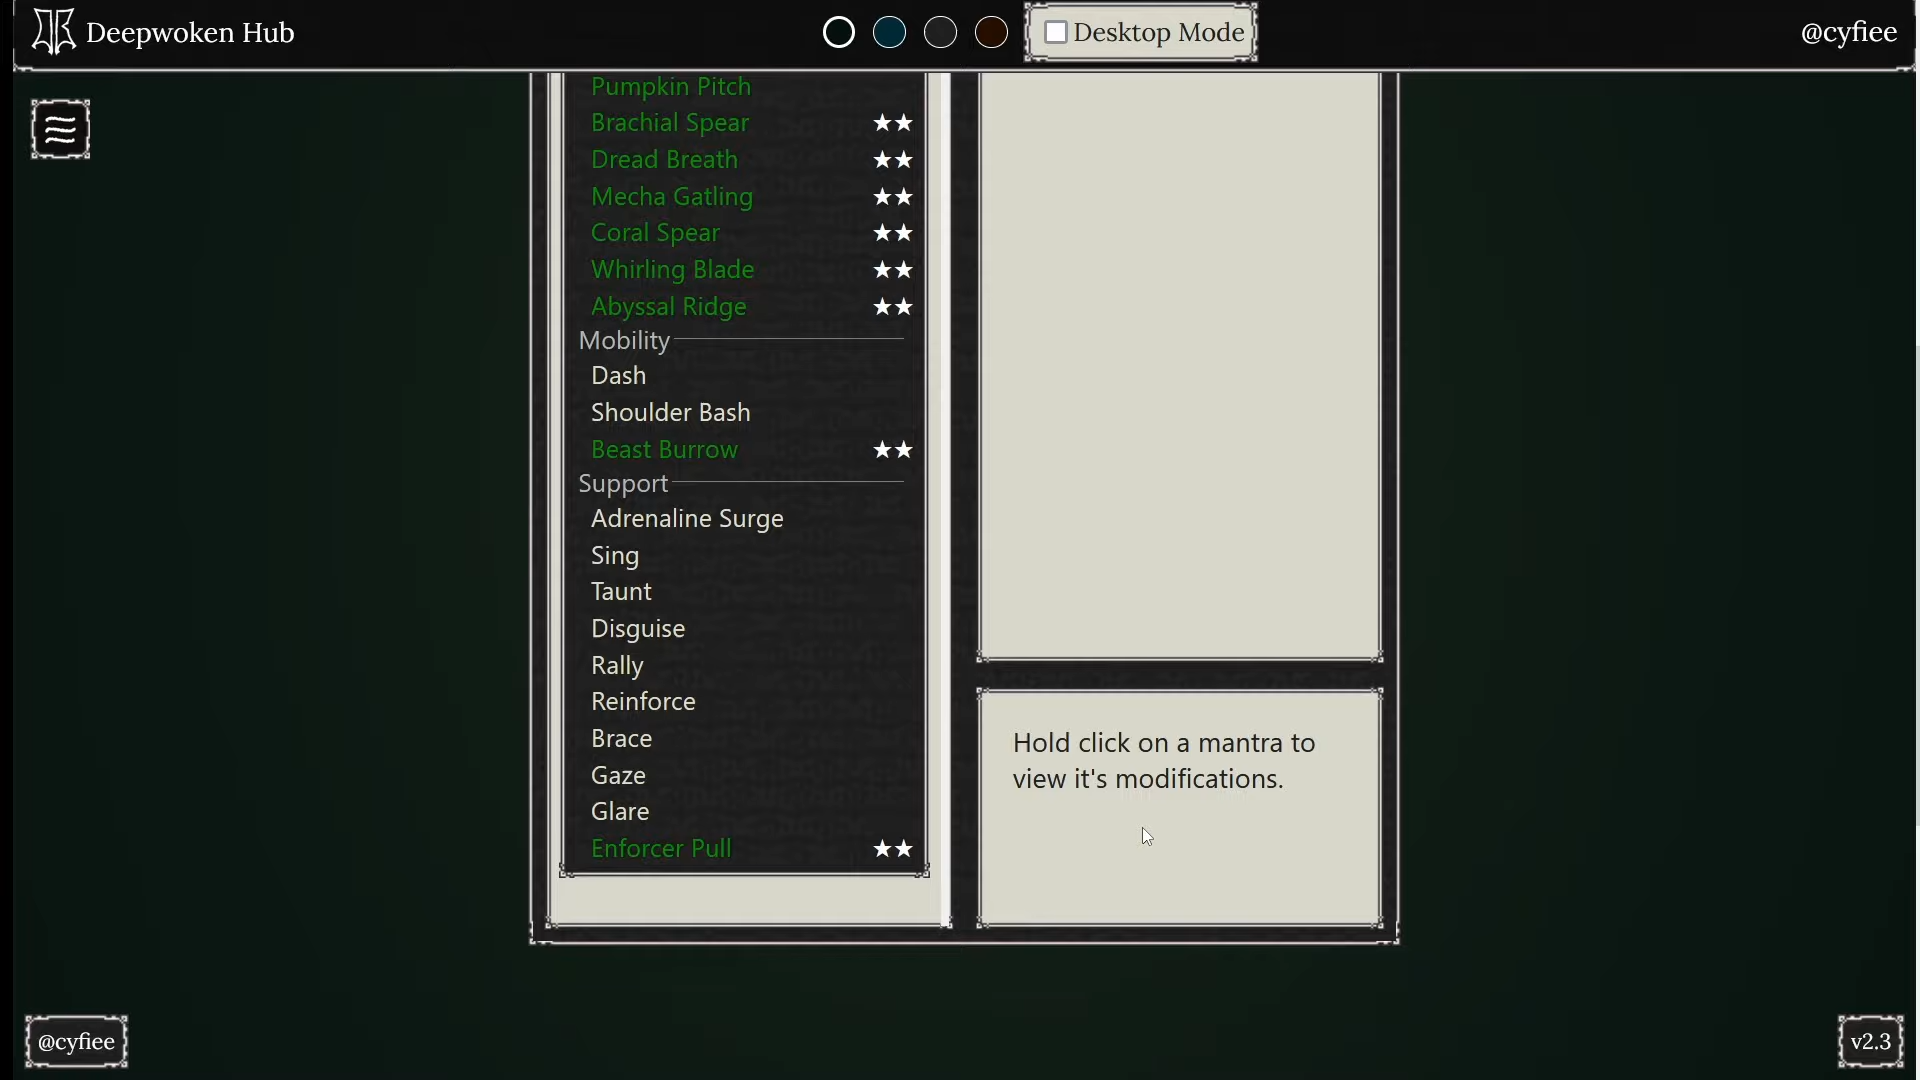 Deepwoken Hub
Desktop Mode
@cyfiee
Pumpkin Pitch
Brachial Spear ★★
Dread Breath ★★
Mecha Gatling ★★
Coral Spear ★★
Whirling Blade ★★
Abyssal Ridge ★★
Mobility
Dash
Shoulder Bash
Beast Burrow ★★
Support
Adrenaline Surge
Sing
Taunt
Disguise
Rally
Reinforce
Brace
Gaze
Glare
Enforcer Pull ★★
Hold click on a mantra to
view it's modifications.
@cyfiee
v2.3